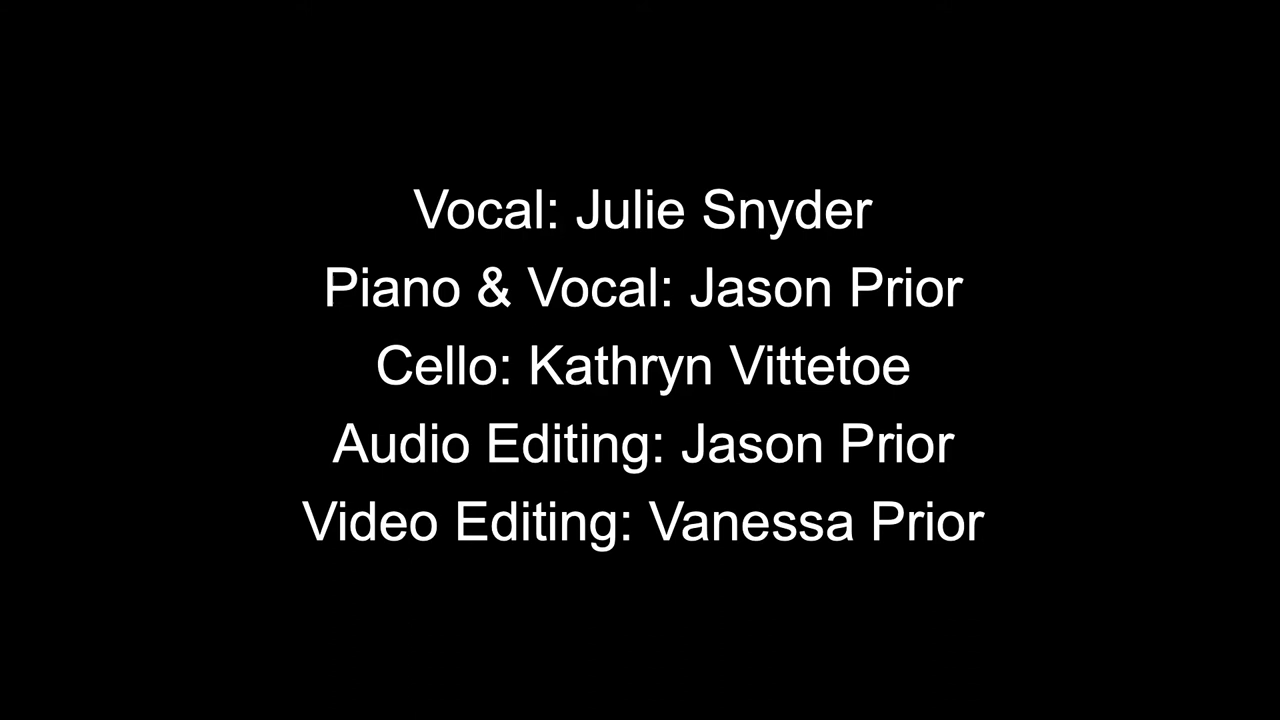 Vocal: Julie Snyder
Piano & Vocal: Jason Prior
Cello: Kathryn Vittetoe
Audio Editing: Jason Prior
Video Editing: Vanessa Prior